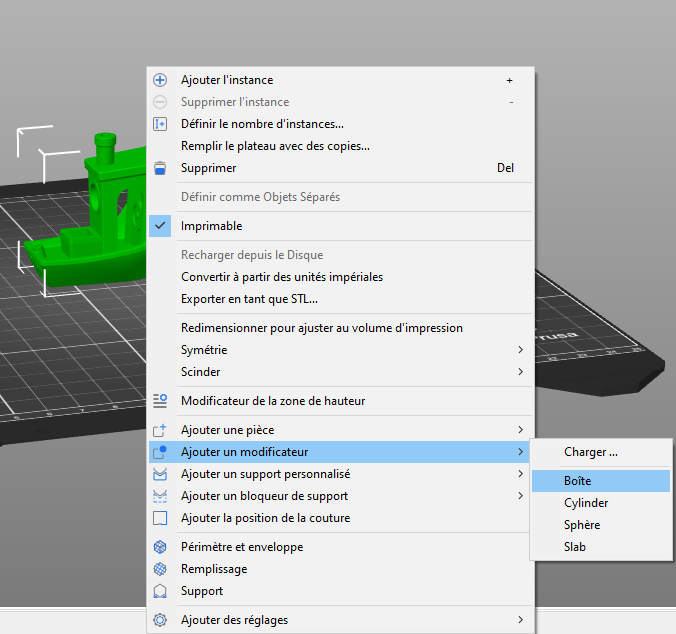 Ajouter l'instance +
Supprimer l'instance -
Définir le nombre d'instances...
Remplir le plateau avec des copies...
Supprimer Del
Définir comme Objets Séparés
Imprimable
Recharger depuis le Disque
Convertir à partir des unités impériales
Exporter en tant que STL...
Redimensionner pour ajuster au volume d'impression
Symétrie
Scinder
Modificateur de la zone de hauteur
Ajouter une pièce
Ajouter un modificateur
Charger ...
Boîte
Cylinder
Sphère
Slab
Ajouter un support personnalisé
Ajouter un bloqueur de support
Ajouter la position de la couture
Périmètre et enveloppe
Remplissage
Support
Ajouter des réglages